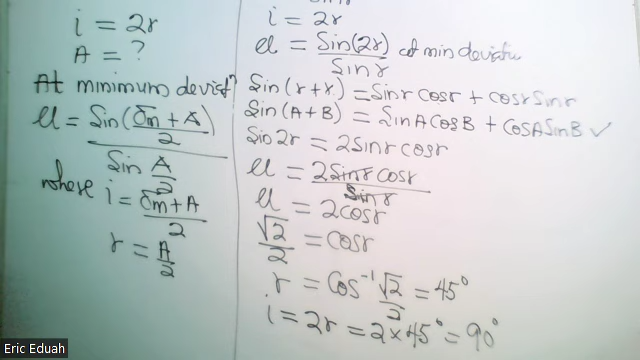 i = 2r
A = ?
At minimum
μ = Sin(δm + A)
2
Sin A
2
where i = δm + A
2
r = A
2
i = 2r
μ = Sin(2r) at min
Sin r
Sin(r + r) = Sin r cos r + cos r Sin r
Sin(A + B) = Sin A Cos B + Cos A Sin B ✓
Sin 2r = 2 Sin r cos r
μ = 2 Sin r cos r
Sin r
μ = 2 cos r
√2 = cos r
2
r = Cos⁻¹ √2 = 45°
2
i = 2r = 2 × 45° = 90°
Eric Eduah